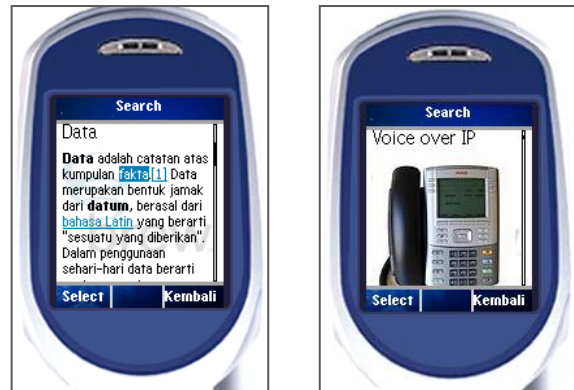 Search
Data
Data adalah catatan atas
kumpulan fakta.[1] Data
merupakan bentuk jamak
dari datum, berasal dari
bahasa Latin yang berarti
"sesuatu yang diberikan".
Dalam penggunaan
sehari-hari data berarti
Select Kembali
Search
Voice over IP
Select Kembali